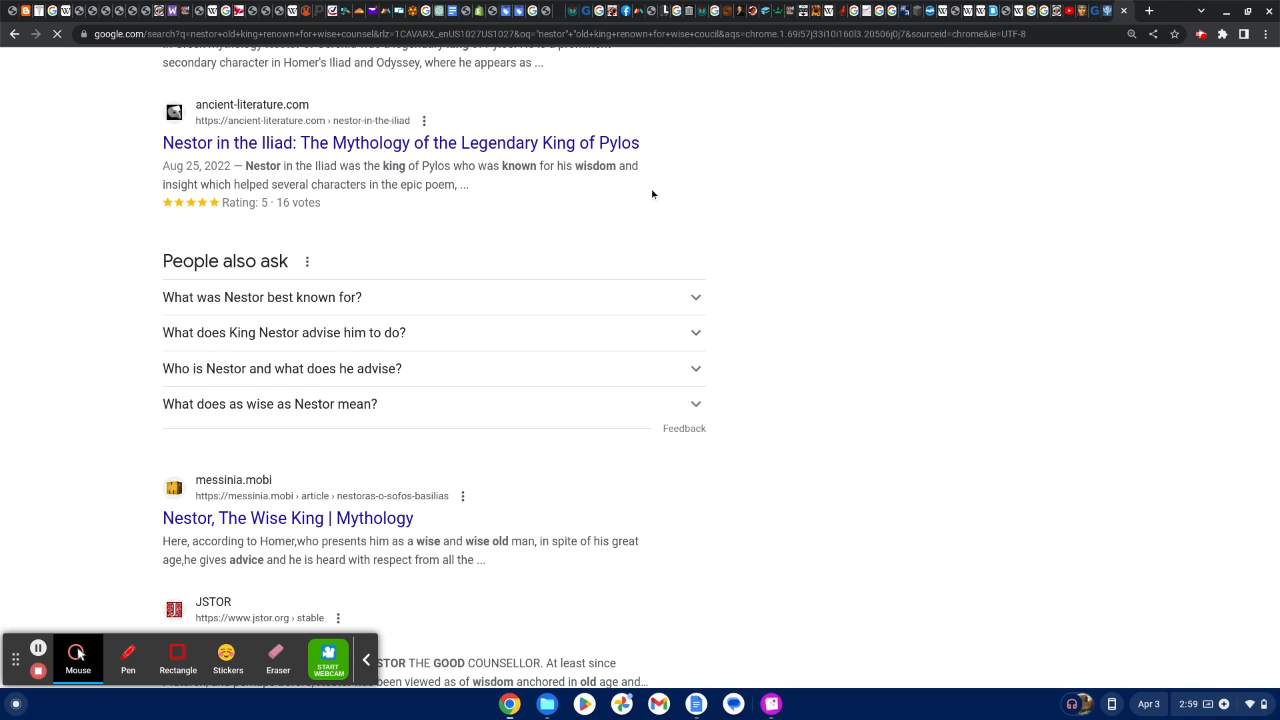 google.com/search?q=nestor+old+king+renown+for+wise+counsel&rlz=1CAVARX_enUS1027US1027&oq="nestor"+"old+king+renown+for+wise+coucil&aqs=chrome.1.69i57j33i10i160l3.20506j0j7&sourceid=chrome&ie=UTF-8
secondary character in Homer's Iliad and Odyssey, where he appears as ...
ancient-literature.com
https://ancient-literature.com › nestor-in-the-iliad
Nestor in the Iliad: The Mythology of the Legendary King of Pylos
Aug 25, 2022 — Nestor in the Iliad was the king of Pylos who was known for his wisdom and
insight which helped several characters in the epic poem, ...
Rating: 5 · 16 votes
People also ask
What was Nestor best known for?
What does King Nestor advise him to do?
Who is Nestor and what does he advise?
What does as wise as Nestor mean?
Feedback
messinia.mobi
https://messinia.mobi › article › nestoras-o-sofos-basilias
Nestor, The Wise King | Mythology
Here, according to Homer,who presents him as a wise and wise old man, in spite of his great
age,he gives advice and he is heard with respect from all the ...
JSTOR
https://www.jstor.org › stable
STOR THE GOOD COUNSELLOR. At least since
been viewed as of wisdom anchored in old age and...
Mouse
Pen
Rectangle
Stickers
Eraser
START
WEBCAM
Apr 3
2:59